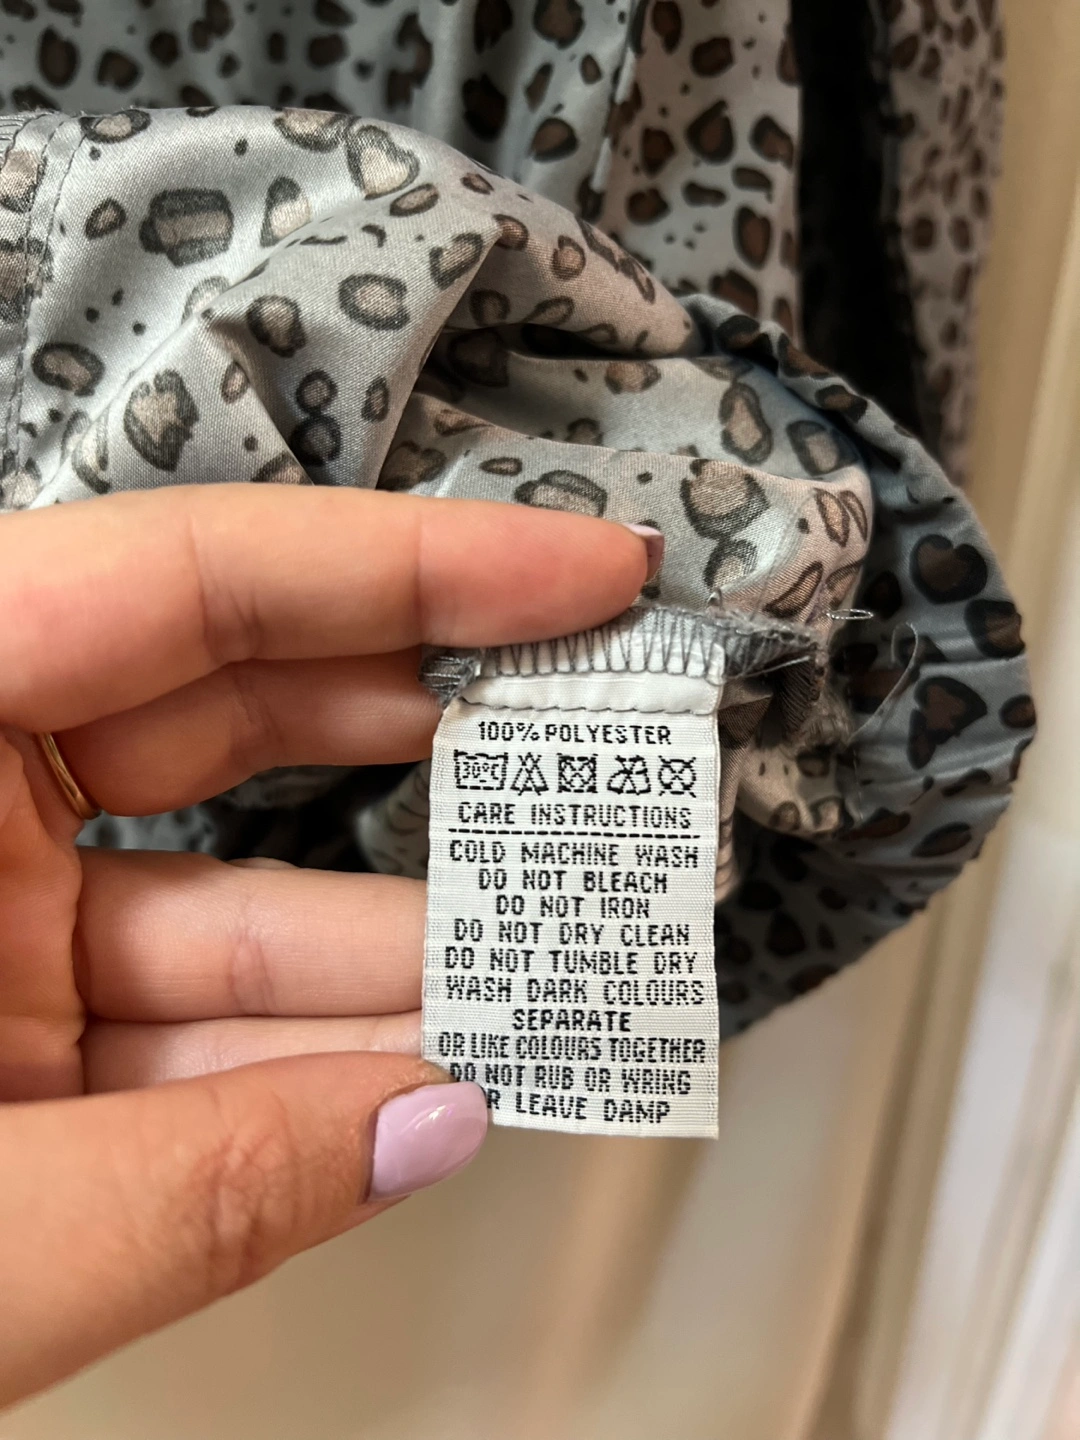 100% POLYESTER
30°C
CARE INSTRUCTIONS
COLD MACHINE WASH
DO NOT BLEACH
DO NOT IRON
DO NOT DRY CLEAN
DO NOT TUMBLE DRY
WASH DARK COLOURS
SEPARATE
OR LIKE COLOURS TOGETHER
DO NOT RUB OR WRING
LEAVE DAMP